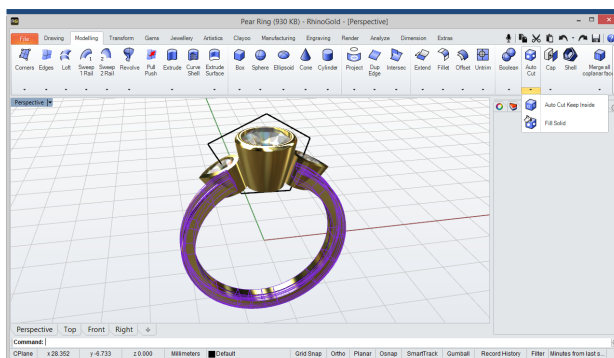 Pear Ring (930 KB) - RhinoGold - [Perspective]
File Drawing Modelling Transform Gems Jewellery Artistics Clayoo Manufacturing Engraving Render Analyze Dimension Extras
Corners Edges Loft Sweep 1 Rail Sweep 2 Rail Revolve Pull Push Extrude Curve Shell Extrude Surface Box Sphere Ellipsoid Cone Cylinder Project Dup Edge Intersec Extend Fillet Offset Untrim Boolean Auto Cut Cap Shell Merge all coplanar face
Perspective
Auto Cut Keep Inside
Fill Solid
Perspective Top Front Right
Command:
CPlane x 28.352 y -6.733 z 0.000 Millimeters Default Grid Snap Ortho Planar Osnap SmartTrack Gumball Record History Filter Minutes from last s...